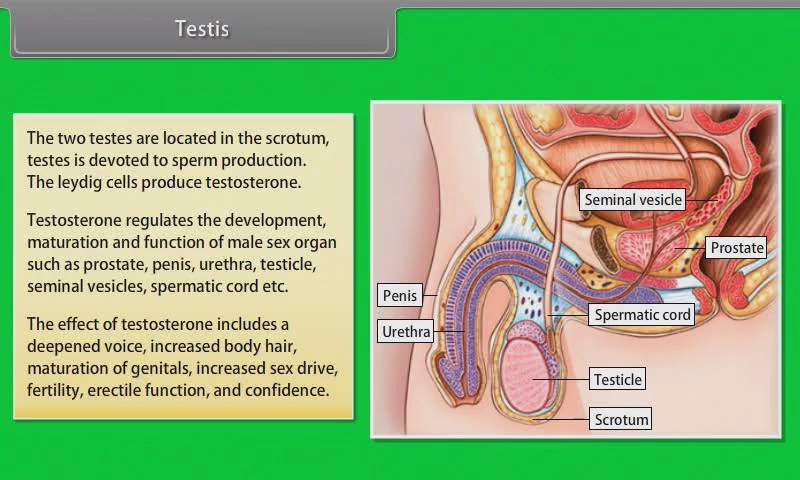 Testis
The two testes are located in the scrotum,
testes is devoted to sperm production.
The leydig cells produce testosterone.
Testosterone regulates the development,
maturation and function of male sex organ
such as prostate, penis, urethra, testicle,
seminal vesicles, spermatic cord etc.
The effect of testosterone includes a
deepened voice, increased body hair,
maturation of genitals, increased sex drive,
fertility, erectile function, and confidence.
Seminal vesicle
Prostate
Penis
Spermatic cord
Urethra
Testicle
Scrotum